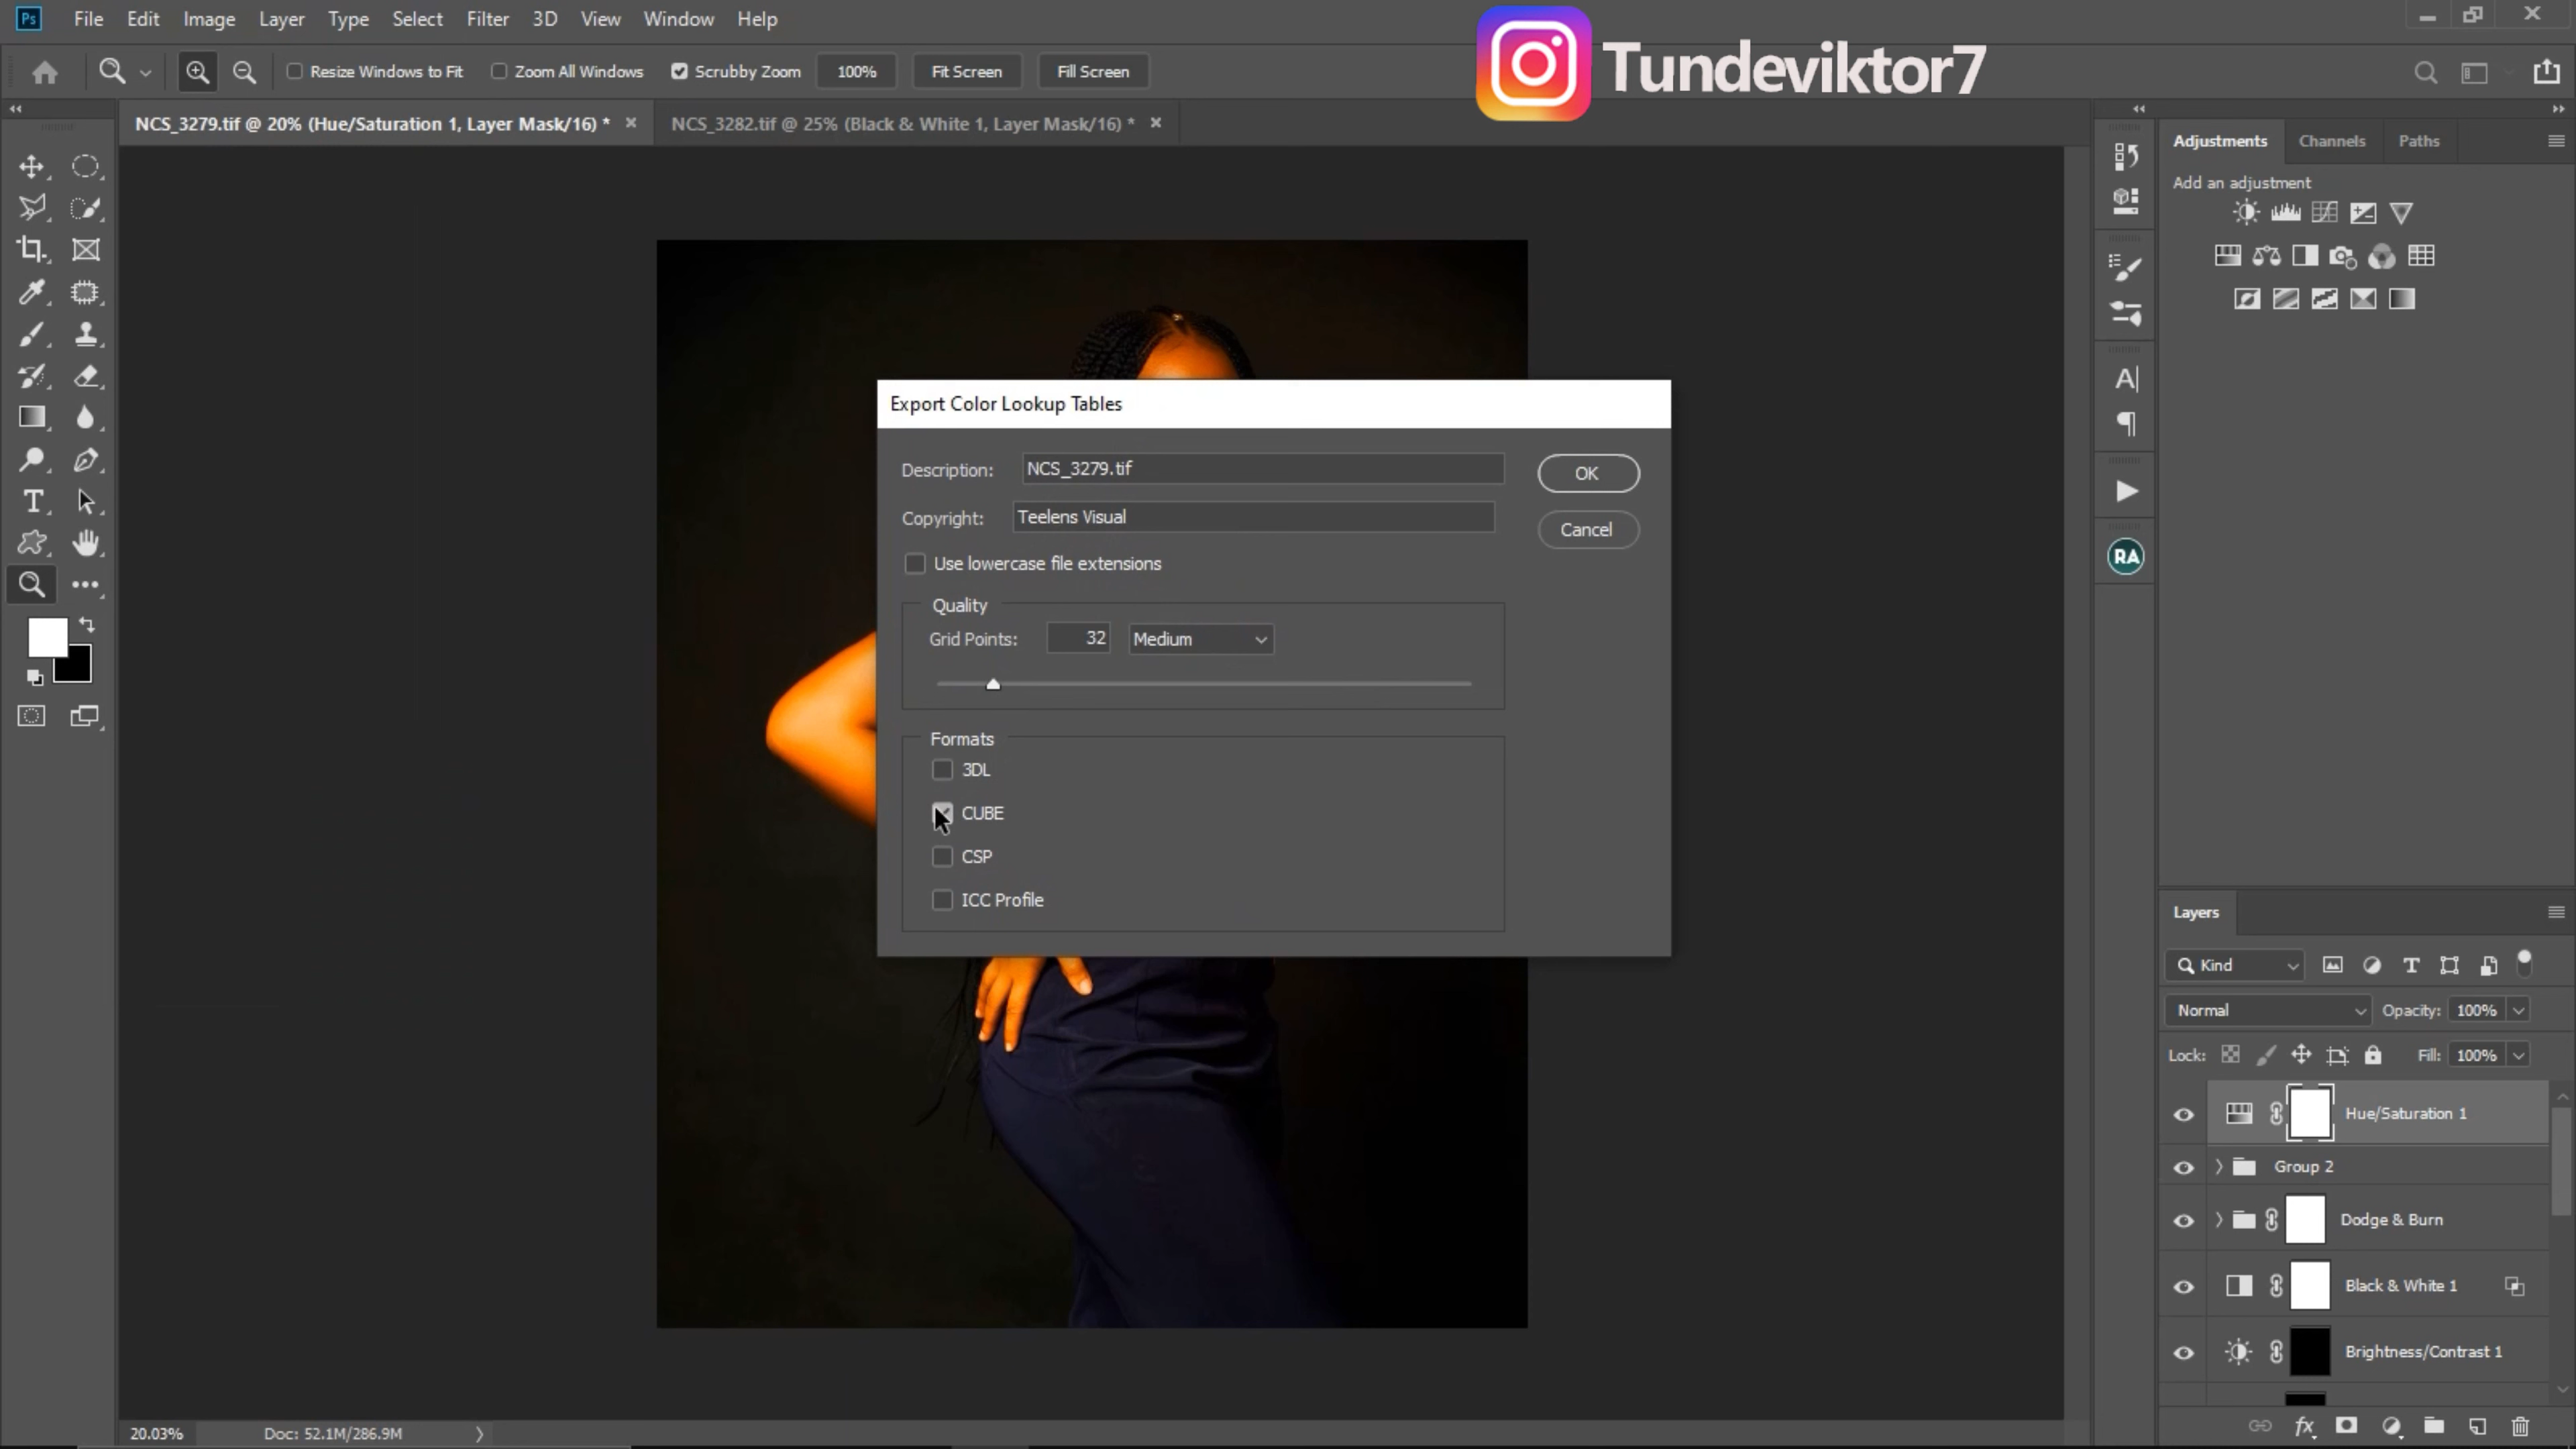 Ps File Edit Image Layer Type Select Filter 3D View Window Help
Tundeviktor7
Resize Windows to Fit Zoom All Windows Scrubby Zoom 100% Fit Screen Fill Screen
NCS_3279.tif @ 20% (Hue/Saturation 1, Layer Mask/16) * NCS_3282.tif @ 25% (Black & White 1, Layer Mask/16) *
Adjustments Channels Paths
Add an adjustment
Export Color Lookup Tables
Description: NCS_3279.tif
OK
Copyright: Teelens Visual
Cancel
Use lowercase file extensions
Quality
Grid Points: 32 Medium
Formats
3DL
CUBE
CSP
ICC Profile
RA
Layers
Kind
Normal Opacity: 100%
Lock: Fill: 100%
Hue/Saturation 1
Group 2
Dodge & Burn
Black & White 1
Brightness/Contrast 1
fx
20.03% Doc: 52.1M/286.9M